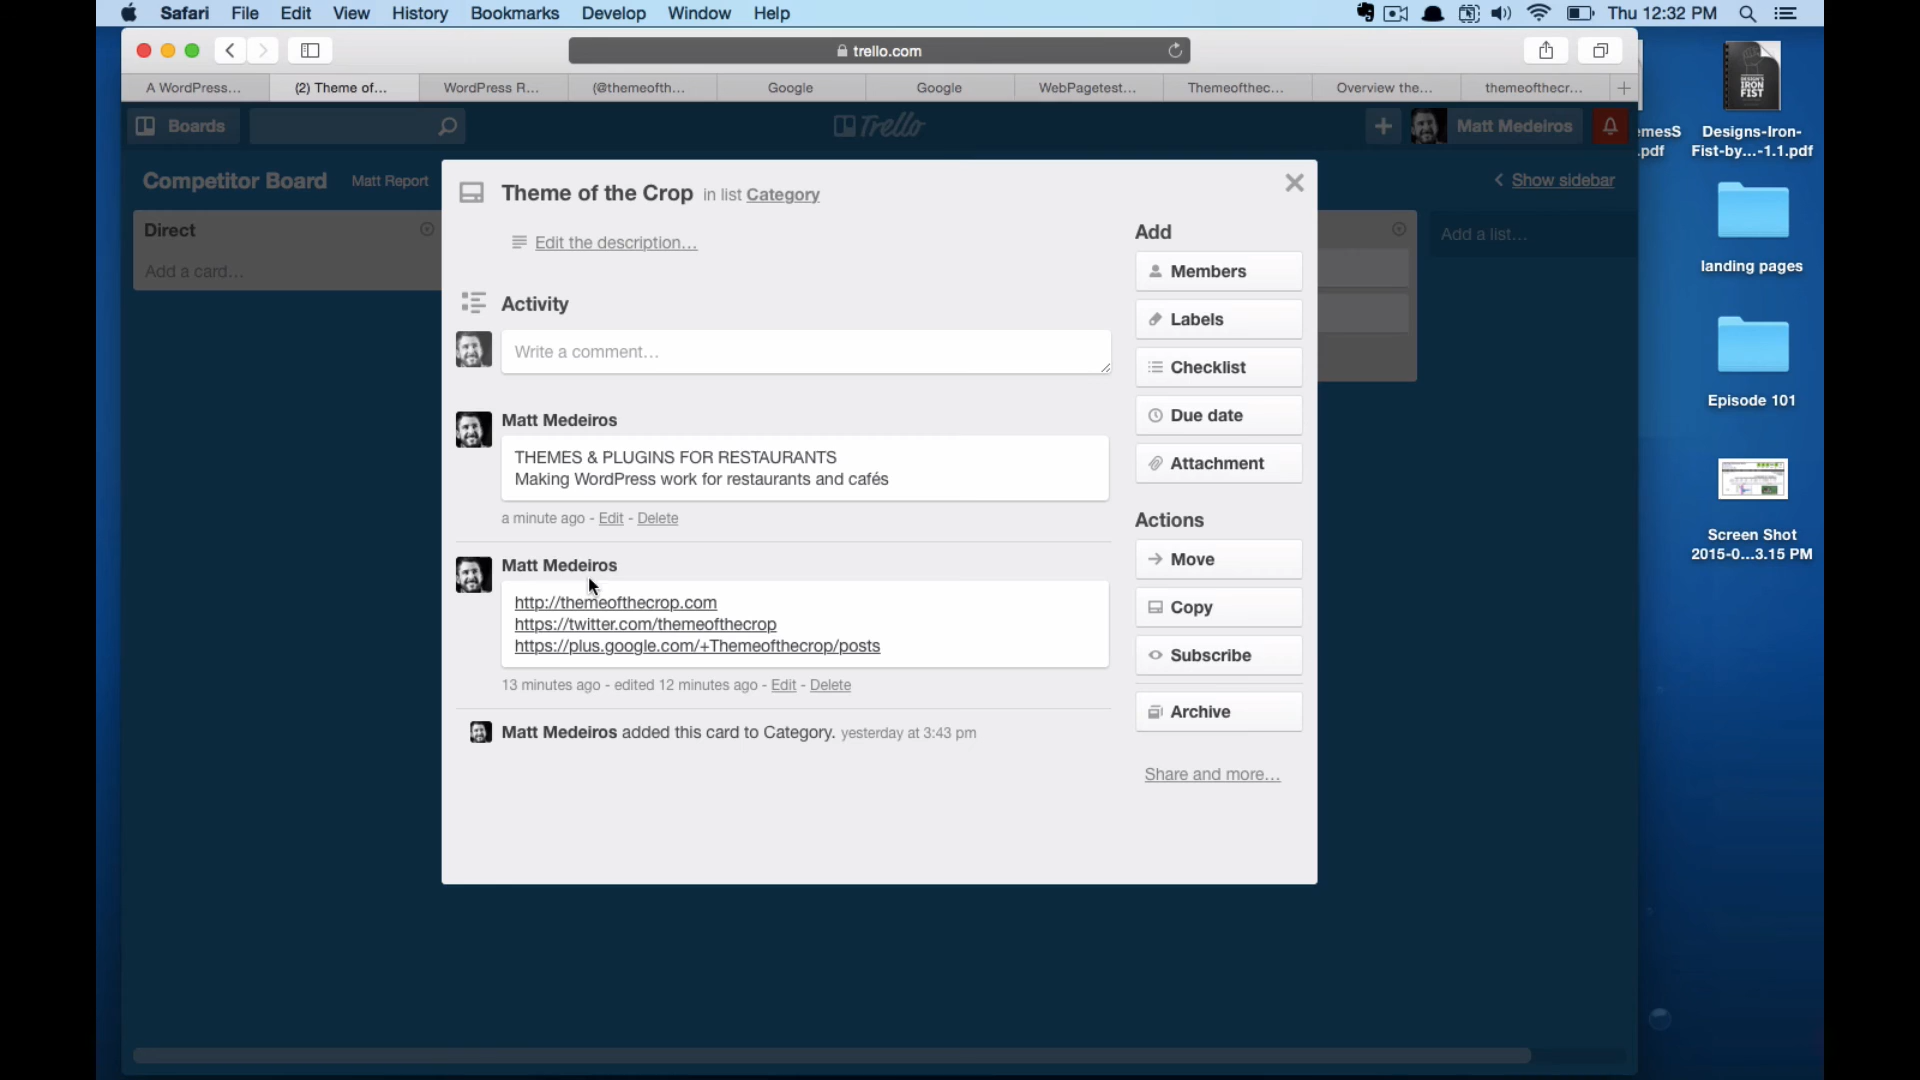 Safari File Edit View History Bookmarks Develop Window Help Thu 12:32 PM
trello.com
A WordPress... (2) Theme of... WordPress R... (@themeofth... Google Google WebPagetest... Themeofthec... Overview the... themeofthecr...
Boards Trello Matt Medeiros
Competitor Board Matt Report Show sidebar
Direct
Add a card...
Add a list...
Theme of the Crop in list Category
Edit the description...
Activity
Write a comment...
Matt Medeiros
THEMES & PLUGINS FOR RESTAURANTS
Making WordPress work for restaurants and cafés
a minute ago - Edit - Delete
Matt Medeiros
http://themeofthecrop.com
https://twitter.com/themeofthecrop
https://plus.google.com/+Themeofthecrop/posts
13 minutes ago - edited 12 minutes ago - Edit - Delete
Matt Medeiros added this card to Category. yesterday at 3:43 pm
Add
Members
Labels
Checklist
Due date
Attachment
Actions
Move
Copy
Subscribe
Archive
Share and more...
DESIGN'S
IRON
FIST
emesS
.pdf
Designs-Iron-
Fist-by...-1.1.pdf
landing pages
Episode 101
Screen Shot
2015-0...3.15 PM